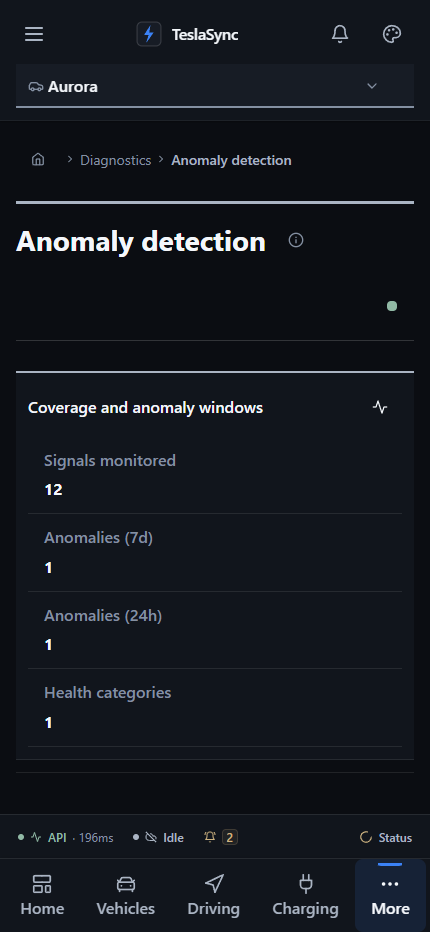 TeslaSync
Aurora
Diagnostics
Anomaly detection
Anomaly detection
Coverage and anomaly windows
Signals monitored
12
Anomalies (7d)
1
Anomalies (24h)
1
Health categories
1
API · 196ms Idle 2 Status
Home Vehicles Driving Charging More